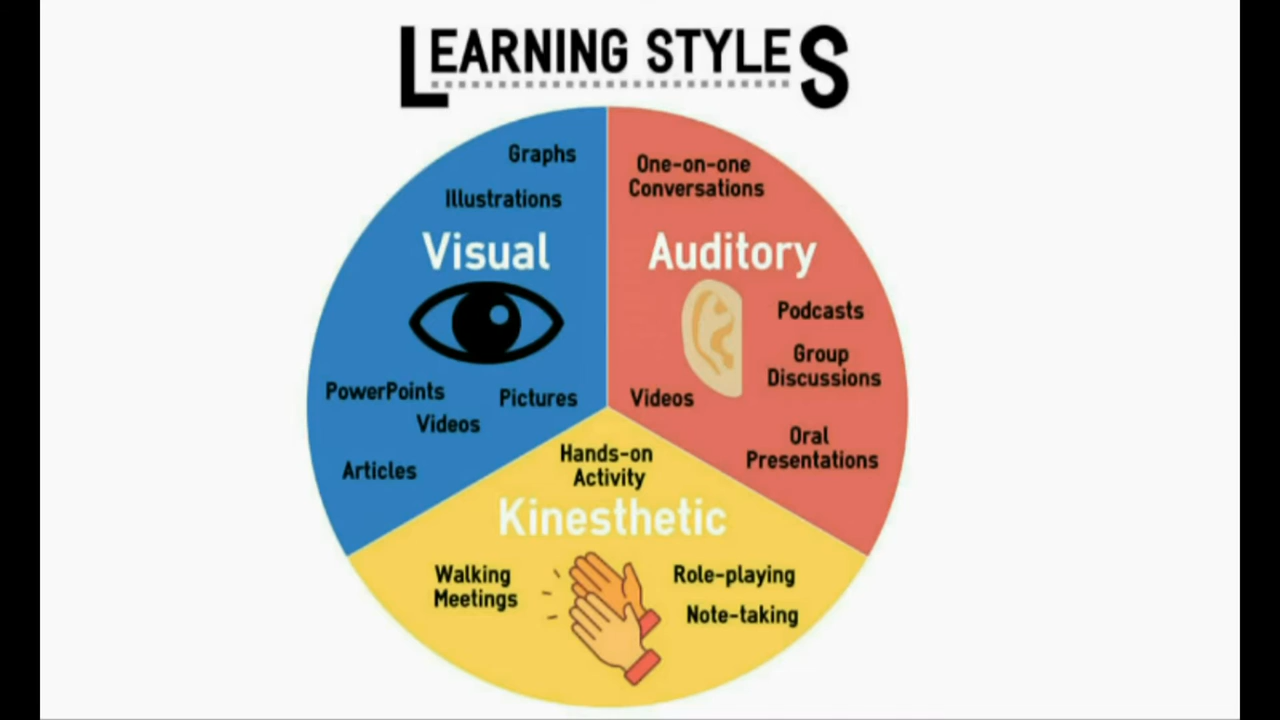 LEARNING STYLES
Graphs
Illustrations
Visual
PowerPoints
Pictures
Videos
Articles
One-on-one
Conversations
Auditory
Podcasts
Group
Discussions
Videos
Oral
Presentations
Hands-on
Activity
Kinesthetic
Walking
Meetings
Role-playing
Note-taking